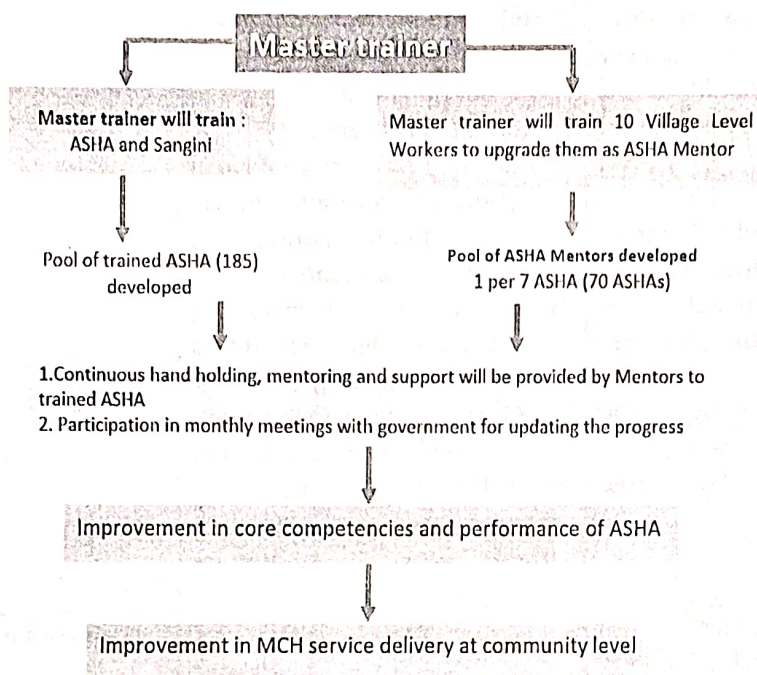 Master trainer
Master trainer will train :
ASHA and Sangini
Master trainer will train 10 Village Level
Workers to upgrade them as ASHA Mentor
Pool of trained ASHA (185)
developed
Pool of ASHA Mentors developed
1 per 7 ASHA (70 ASHAs)
1.Continuous hand holding, mentoring and support will be provided by Mentors to
trained ASHA
2. Participation in monthly meetings with government for updating the progress
Improvement in core competencies and performance of ASHA
Improvement in MCH service delivery at community level